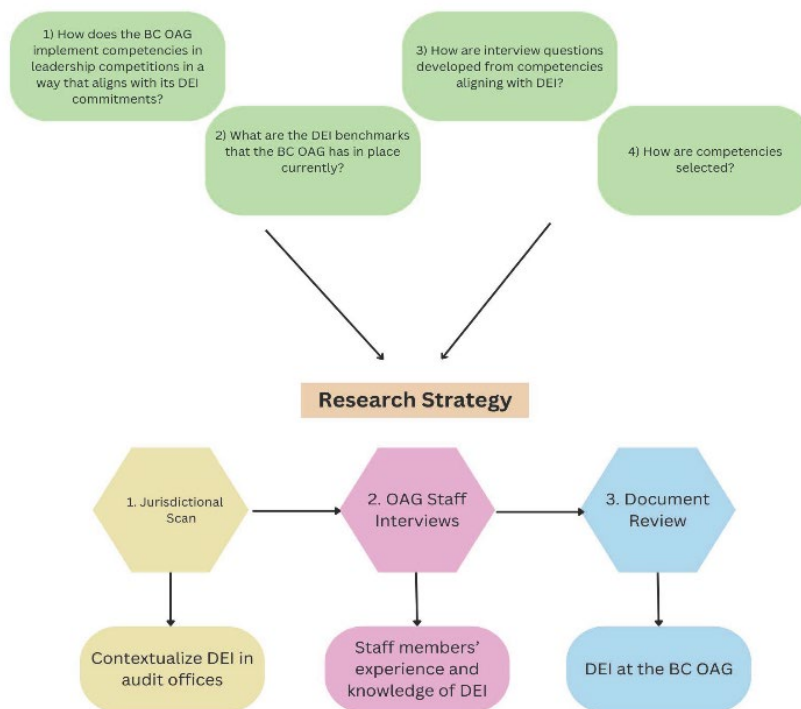 1) How does the BC OAG
implement competencies in
leadership competitions in a
way that aligns with its DEI
commitments?
2) What are the DEI benchmarks
that the BC OAG has in place
currently?
3) How are interview questions
developed from competencies
aligning with DEI?
4) How are competencies
selected?
Research Strategy
1. Jurisdictional
Scan
2. OAG Staff
Interviews
3. Document
Review
Contextualize DEI in
audit offices
Staff members’
experience and
knowledge of DEI
DEI at the BC OAG